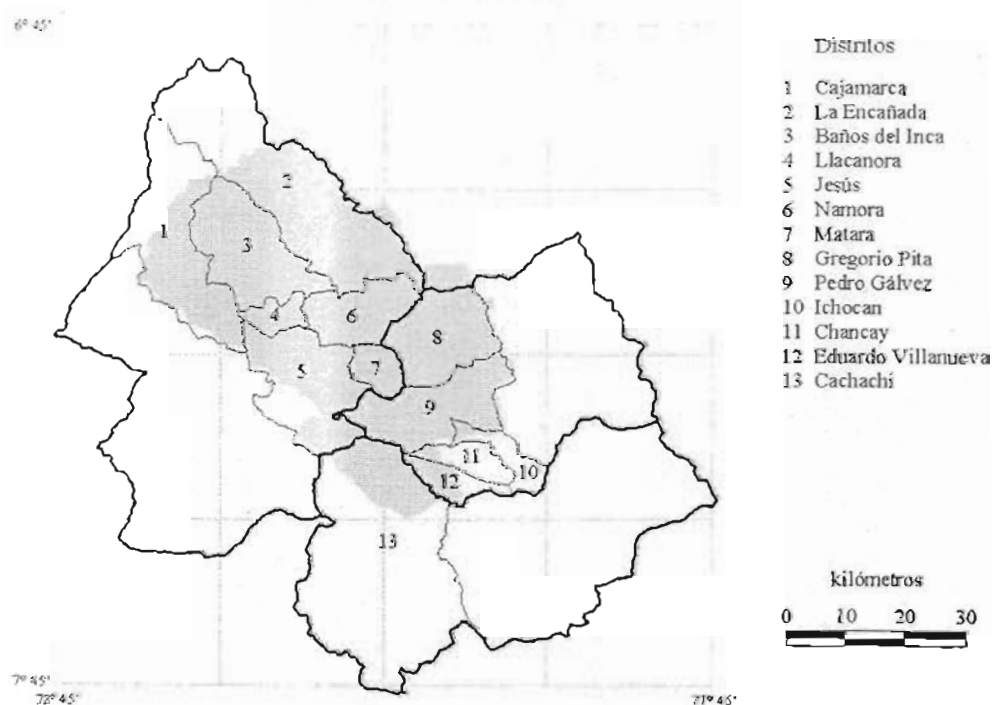 6° 45'
Distritos
1 Cajamarca
2 La Encañada
3 Baños del Inca
4 Llacanora
5 Jesús
6 Namora
7 Matara
8 Gregorio Pita
9 Pedro Gálvez
10 Ichocan
11 Chancay
12 Eduardo Villanueva
13 Cachachi
2
1
3
4
6
8
5
7
9
11
10
12
13
kilómetros
0 10 20 30
7° 45'
78° 45'